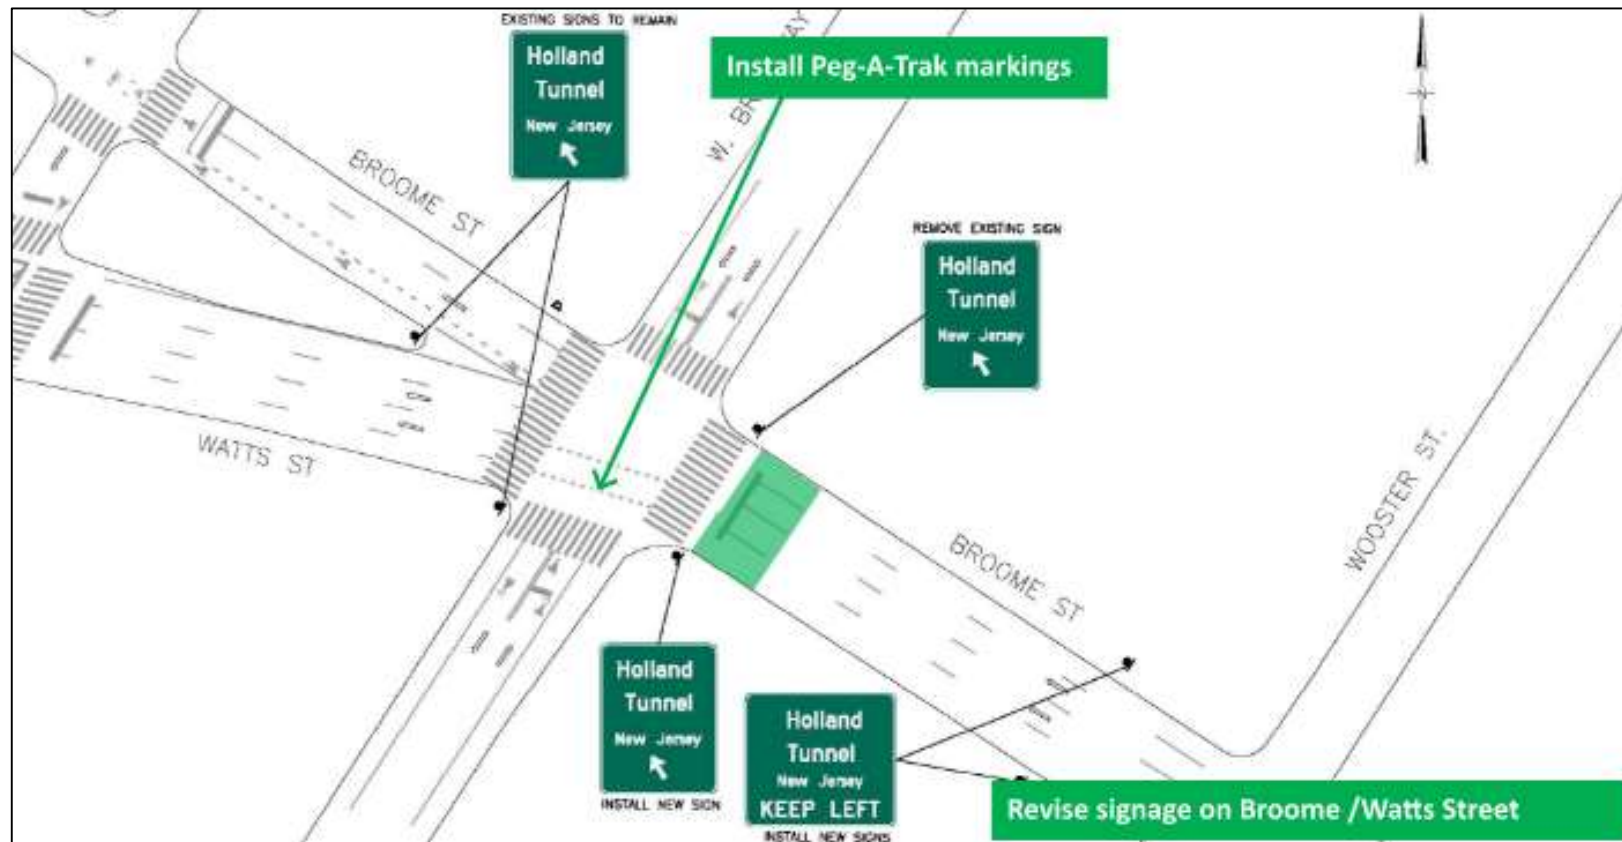 EXISTING SIGNS TO REMAIN
Holland
Tunnel
New Jersey
Install Peg-A-Trak markings
W. BROADWAY
N
BROOME ST
REMOVE EXISTING SIGN
Holland
Tunnel
New Jersey
WATTS ST
BROOME ST
WOOSTER ST.
Holland
Tunnel
New Jersey
INSTALL NEW SIGN
Holland
Tunnel
New Jersey
KEEP LEFT
INSTALL NEW SIGNS
Revise signage on Broome /Watts Street